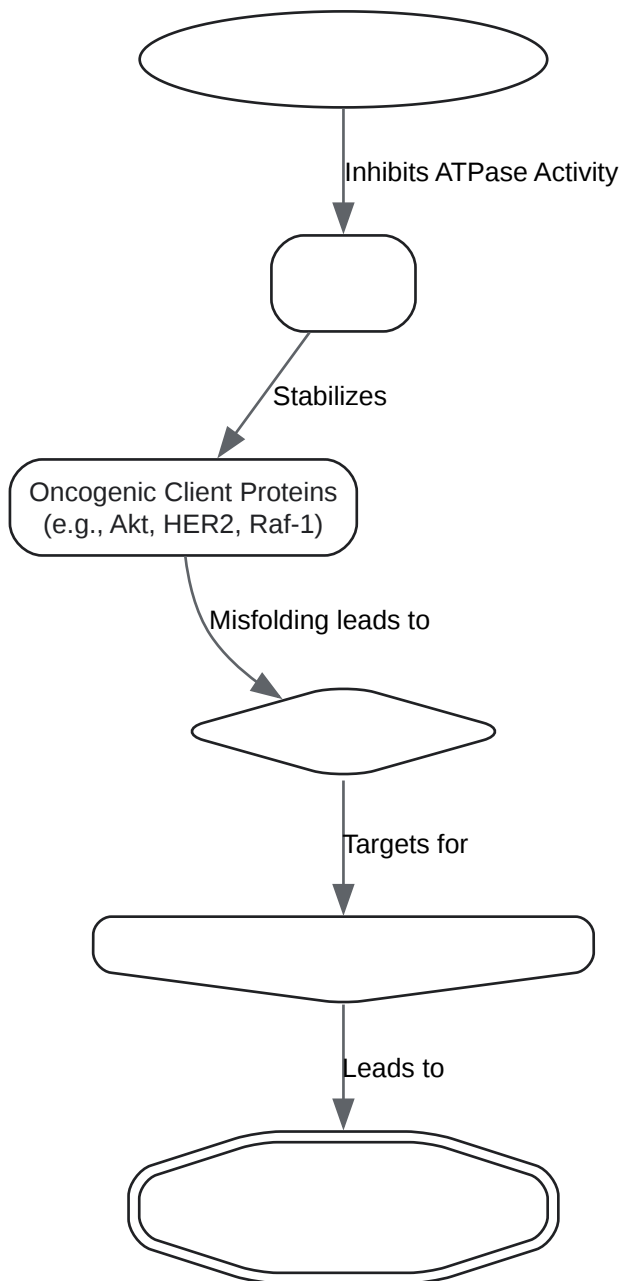 Inhibits ATPase Activity
Stabilizes
Oncogenic Client Proteins
(e.g., Akt, HER2, Raf-1)
Misfolding leads to
Targets for
Leads to